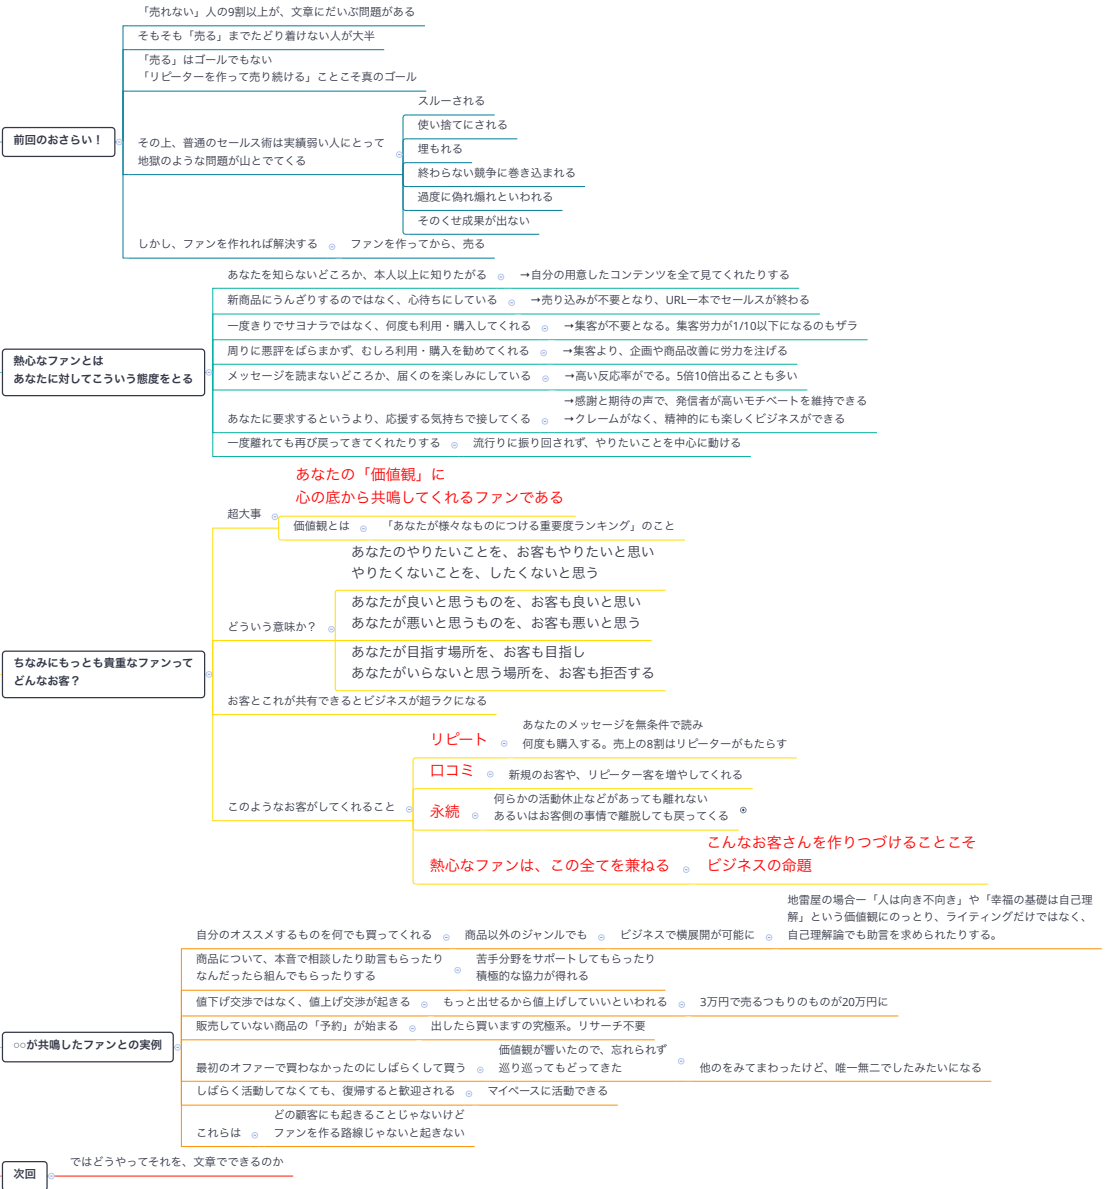 前回のおさらい！
「売れない」人の9割以上が、文章にだいぶ問題がある
そもそも「売る」までたどり着けない人が大半
「売る」はゴールでもない
「リピーターを作って売り続ける」ことこそ真のゴール
その上、普通のセールス術は実績弱い人にとって
地獄のような問題が山とでてくる
スルーされる
使い捨てにされる
埋もれる
終わらない競争に巻き込まれる
過度に偽れ煽れといわれる
そのくせ成果が出ない
しかし、ファンを作れれば解決する
ファンを作ってから、売る
熱心なファンとは
あなたに対してこういう態度をとる
あなたを知らないどころか、本人以上に知りたがる
→自分の用意したコンテンツを全て見てくれたりする
新商品にうんざりするのではなく、心待ちにしている
→売り込みが不要となり、URL一本でセールスが終わる
一度きりでサヨナラではなく、何度も利用・購入してくれる
→集客が不要となる。集客労力が1/10以下になるのもザラ
周りに悪評をばらまかず、むしろ利用・購入を勧めてくれる
→集客より、企画や商品改善に労力を注げる
メッセージを読まないどころか、届くのを楽しみにしている
→高い反応率がでる。5倍10倍出ることも多い
あなたに要求するというより、応援する気持ちで接してくる
→感謝と期待の声で、発信者が高いモチベートを維持できる
→クレームがなく、精神的にも楽しくビジネスができる
一度離れても再び戻ってきてくれたりする
流行りに振り回されず、やりたいことを中心に動ける
ちなみにもっとも貴重なファンって
どんなお客？
超大事
あなたの「価値観」に
心の底から共鳴してくれるファンである
価値観とは
「あなたが様々なものにつける重要度ランキング」のこと
どういう意味か？
あなたのやりたいことを、お客もやりたいと思い
やりたくないことを、したくないと思う
あなたが良いと思うものを、お客も良いと思い
あなたが悪いと思うものを、お客も悪いと思う
あなたが目指す場所を、お客も目指し
あなたがいらないと思う場所を、お客も拒否する
お客とこれが共有できるとビジネスが超ラクになる
このようなお客がしてくれること
リピート
あなたのメッセージを無条件で読み
何度も購入する。売上の8割はリピーターがもたらす
口コミ
新規のお客や、リピーター客を増やしてくれる
永続
何らかの活動休止などがあっても離れない
あるいはお客側の事情で離脱しても戻ってくる
熱心なファンは、この全てを兼ねる
こんなお客さんを作りつづけることこそ
ビジネスの命題
○○が共鳴したファンとの実例
自分のオススメするものを何でも買ってくれる
商品以外のジャンルでも
ビジネスで横展開が可能に
地雷屋の場合ー「人は向き不向き」や「幸福の基礎は自己理
解」という価値観にのっとり、ライティングだけではなく、
自己理解論でも助言を求められたりする。
商品について、本音で相談したり助言もらったり
なんだったら組んでもらったりする
苦手分野をサポートしてもらったり
積極的な協力が得れる
値下げ交渉ではなく、値上げ交渉が起きる
もっと出せるから値上げしていいといわれる
3万円で売るつもりのものが20万円に
販売していない商品の「予約」が始まる
出したら買いますの究極系。リサーチ不要
最初のオファーで買わなかったのにしばらくして買う
価値観が響いたので、忘れられず
巡り巡ってもどってきた
他のをみてまわったけど、唯一無二でしたみたいになる
しばらく活動してなくても、復帰すると歓迎される
マイペースに活動できる
これらは
どの顧客にも起きることじゃないけど
ファンを作る路線じゃないと起きない
次回
ではどうやってそれを、文章でできるのか